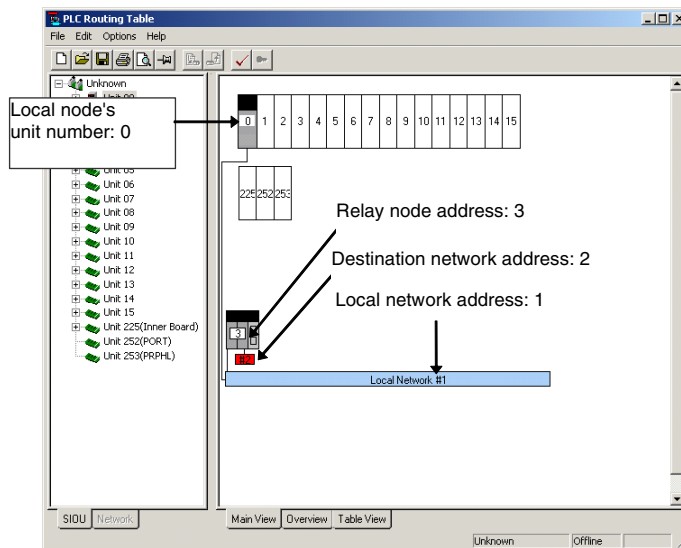 PLC Routing Table
File Edit Options Help
Unknown
Local node's
unit number: 0
Unit 05
Unit 06
Unit 07
Unit 08
Unit 09
Unit 10
Unit 11
Unit 12
Unit 13
Unit 14
Unit 15
Unit 225(Inner Board)
Unit 252(PORT)
Unit 253(PRPHL)
0 1 2 3 4 5 6 7 8 9 10 11 12 13 14 15
225 252 253
Relay node address: 3
Destination network address: 2
Local network address: 1
3
#2
Local Network #1
SIOU Network
Main View Overview Table View
Unknown Offline